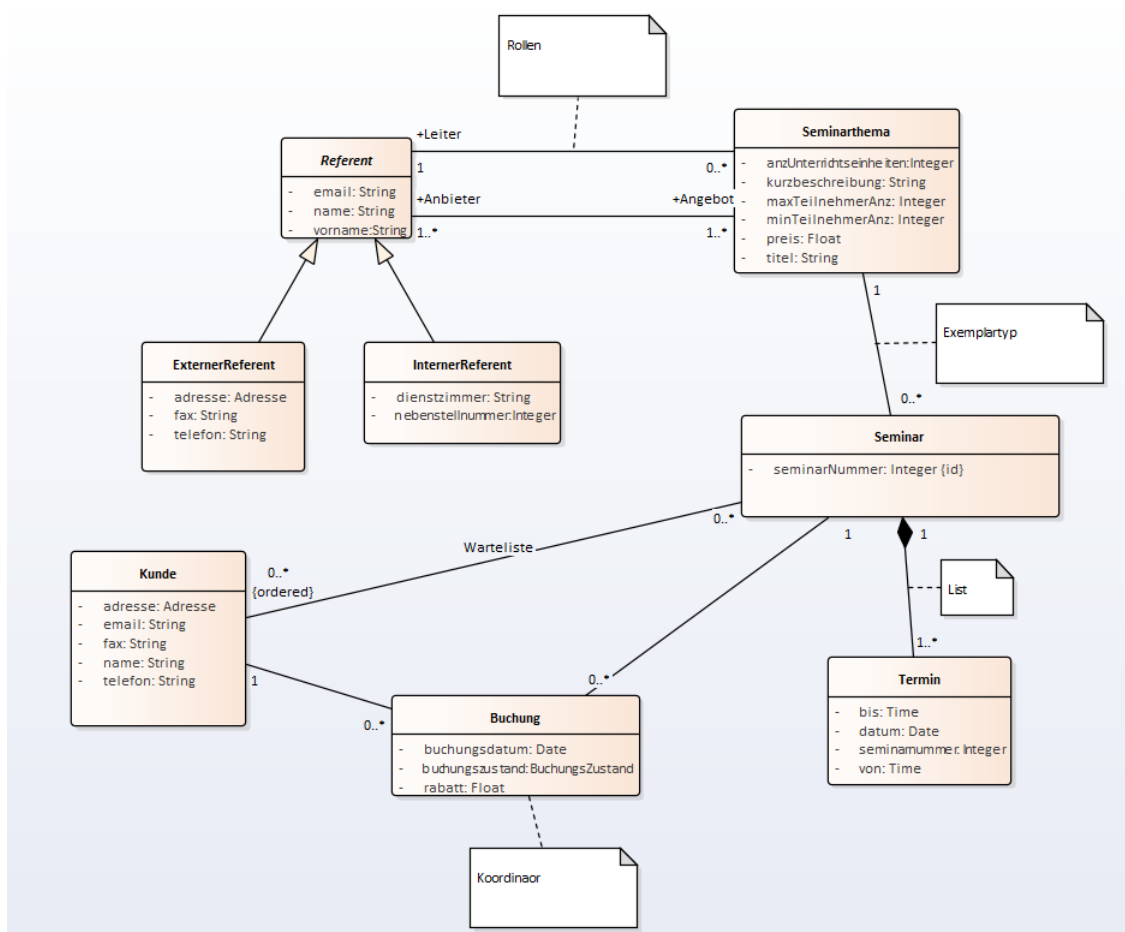 Rollen
+Leiter
1
0..*
+Anbieter
+Angebot
1..*
1..*
Referent
- email: String
- name: String
- vorname:String
Seminarthema
- anzUnterrichtseinheiten:Integer
- kurzbeschreibung: String
- maxTeilnehmerAnz: Integer
- minTeilnehmerAnz: Integer
- preis: Float
- titel: String
1
Exemplartyp
0..*
ExternerReferent
- adresse: Adresse
- fax: String
- telefon: String
InternerReferent
- dienstzimmer: String
- nebenstellnummer:Integer
Seminar
- seminarNummer: Integer {id}
0..*
1
1
Warteliste
0..*
{ordered}
Kunde
- adresse: Adresse
- email: String
- fax: String
- name: String
- telefon: String
List
1..*
1
0..*
0..*
Termin
- bis: Time
- datum: Date
- seminarnummer: Integer
- von: Time
Buchung
- buchungsdatum: Date
- buchungszustand:BuchungsZustand
- rabatt: Float
Koordinaor